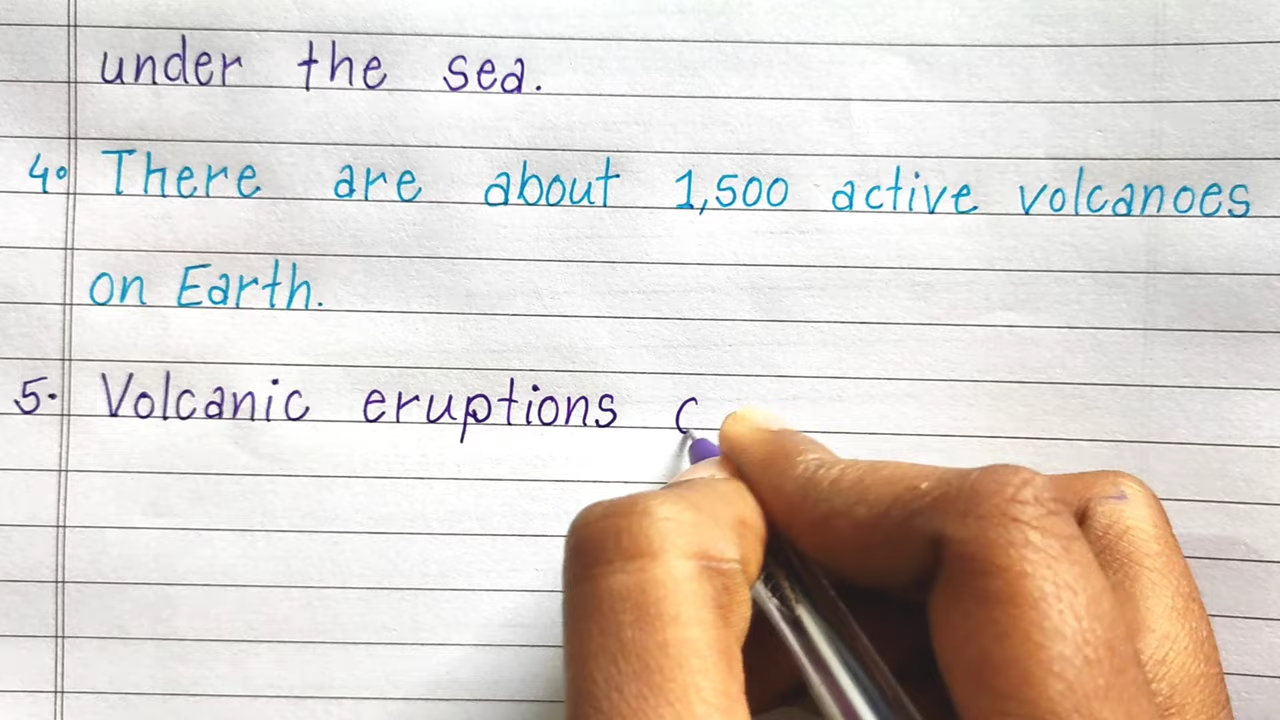 under the sea.
4. There are about 1,500 active volcanoes
on Earth.
5. Volcanic eruptions c